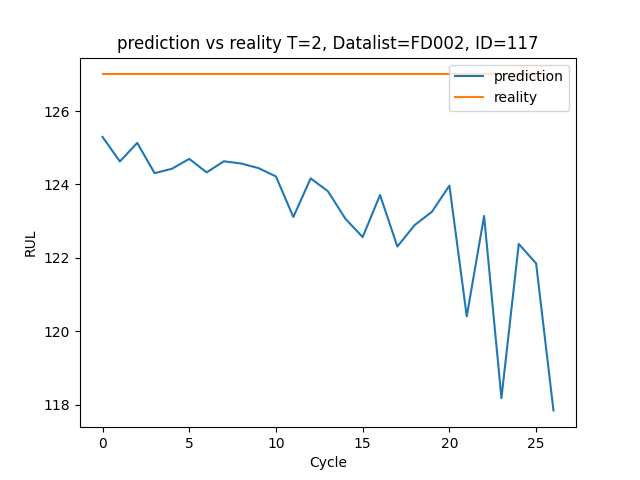 prediction vs reality T=2, Datalist=FD002, ID=117
prediction
reality
126
124
122
120
118
RUL
0 5 10 15 20 25
Cycle